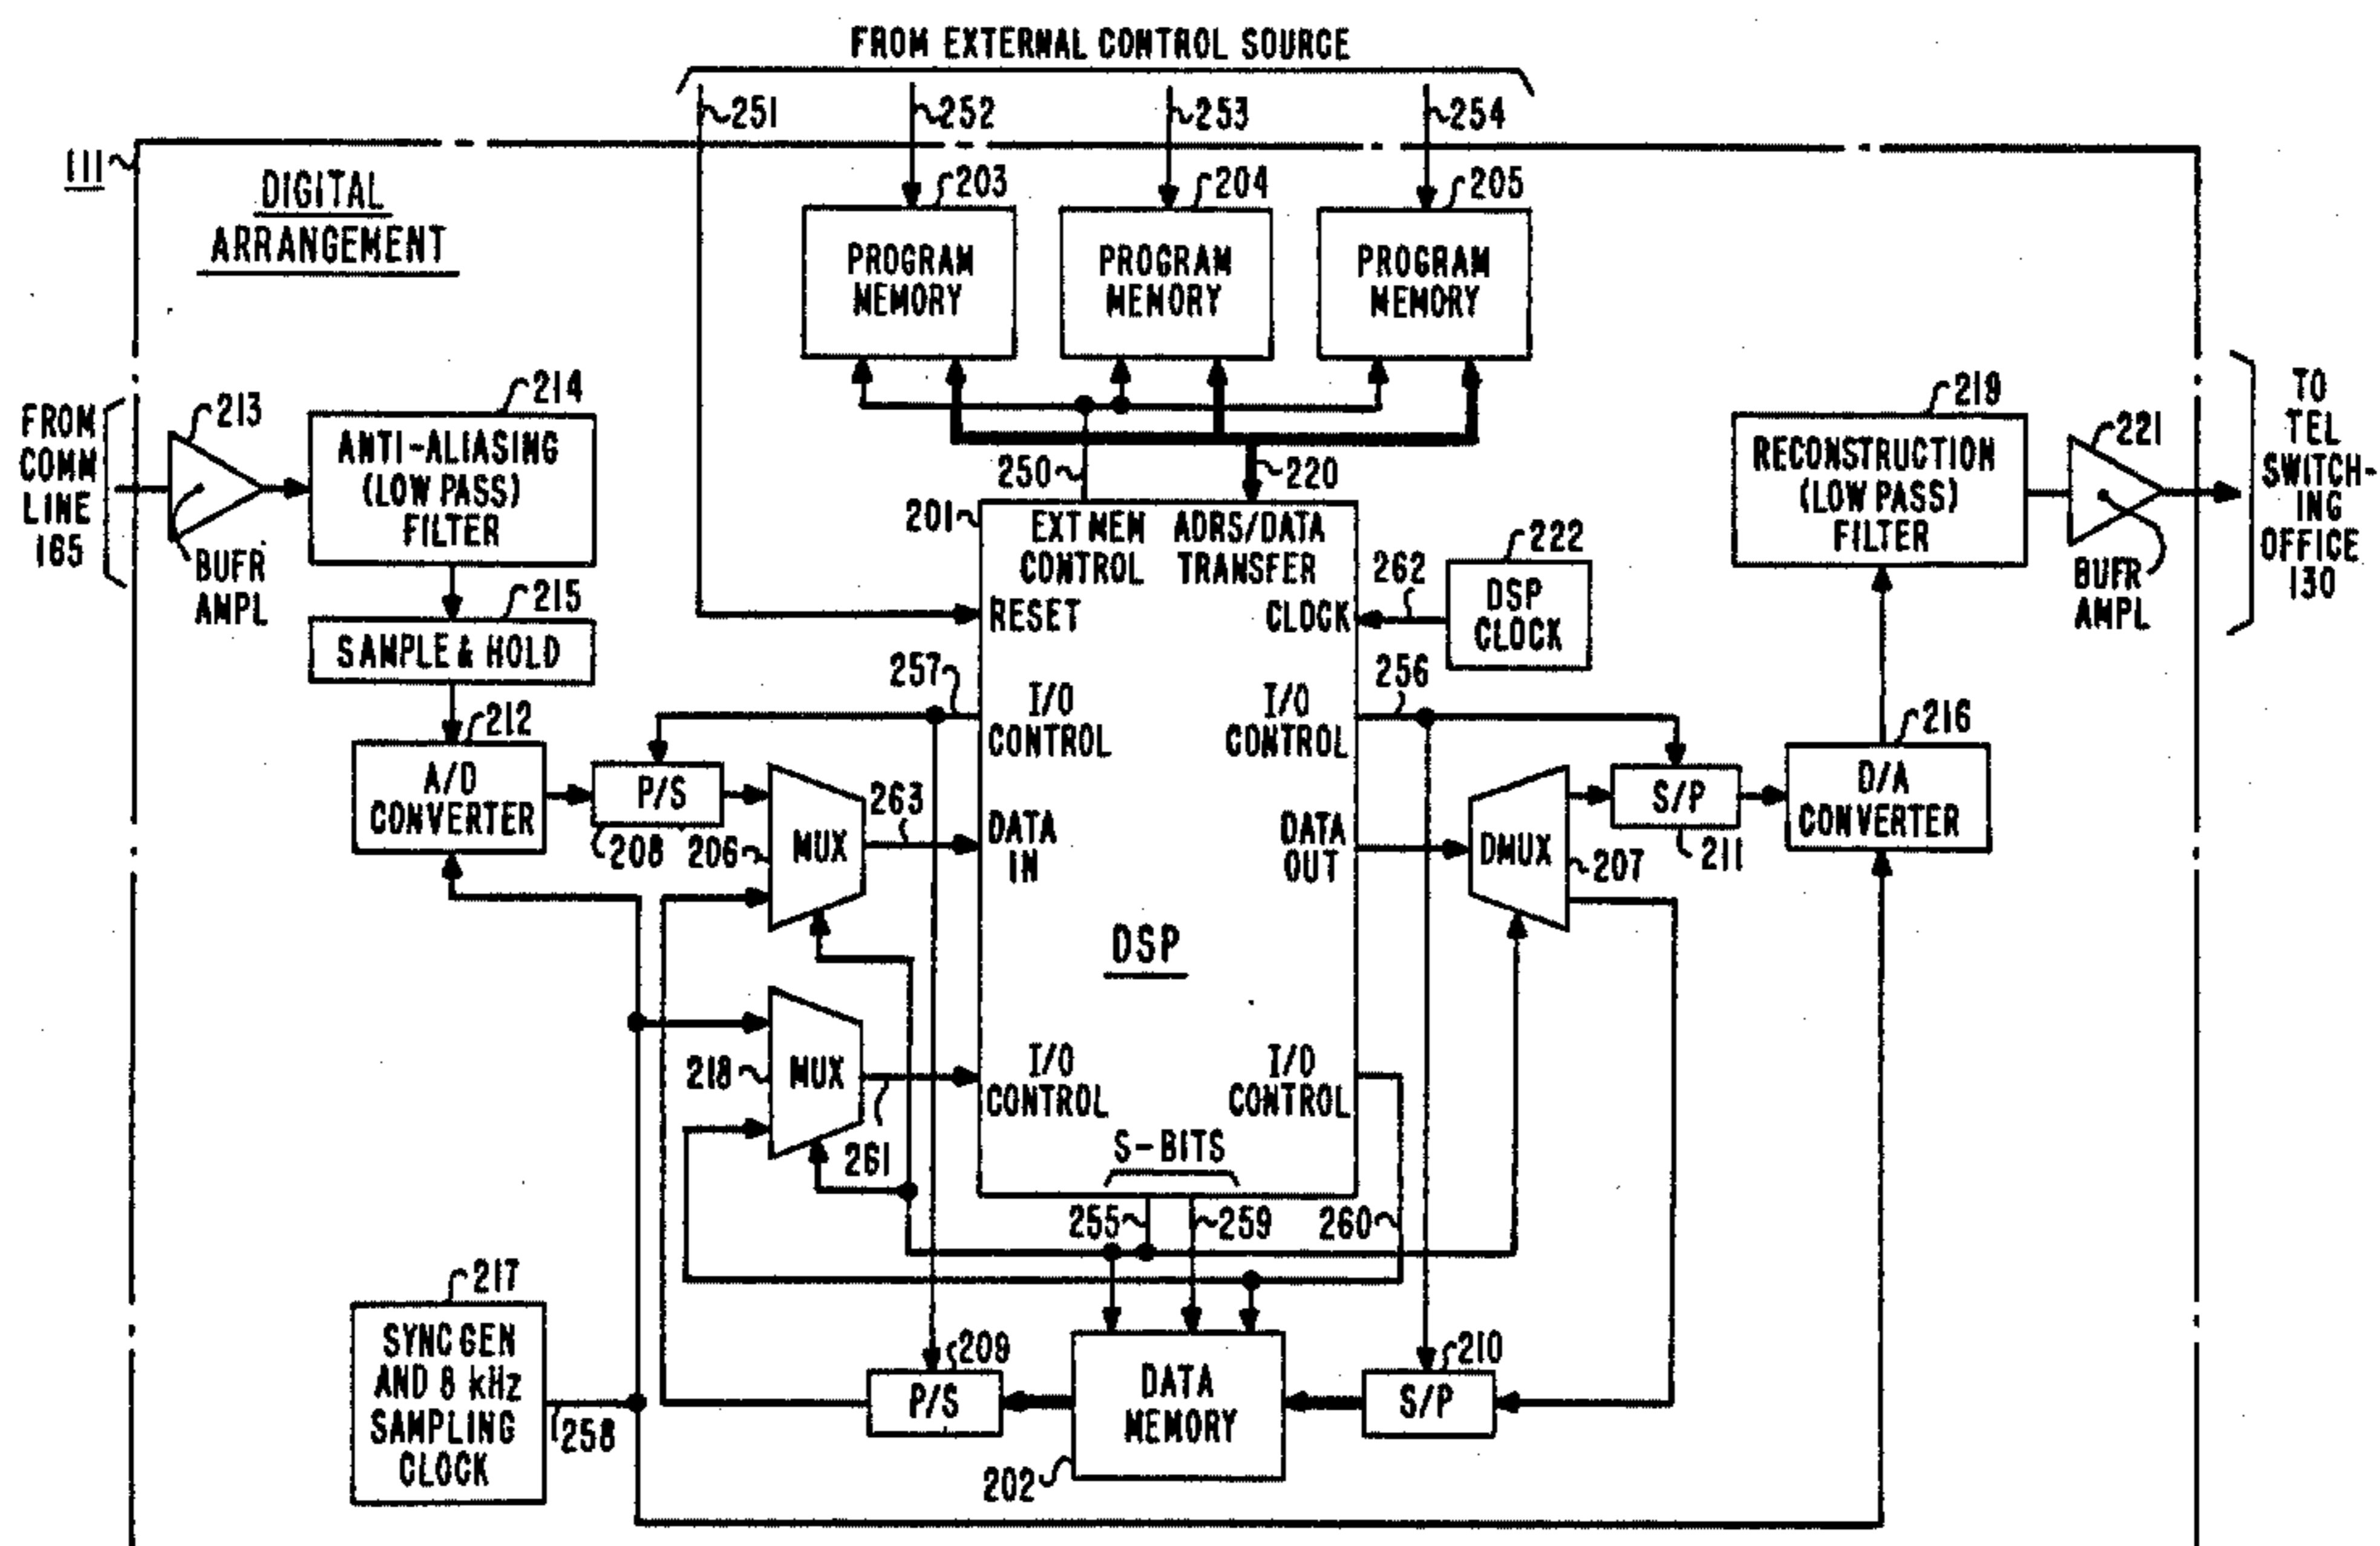 FROM EXTERNAL CONTROL SOURCE
251
252
253
254
111
DIGITAL
ARRANGEMENT
203
204
205
PROGRAM
MEMORY
PROGRAM
MEMORY
PROGRAM
MEMORY
FROM
COMM
LINE
165
213
BUFR
AMPL
214
ANTI-ALIASING
(LOW PASS)
FILTER
215
SAMPLE & HOLD
212
A/D
CONVERTER
P/S
208
206
MUX
263
257
218
MUX
261
250
220
201
EXT MEM
CONTROL
ADRS/DATA
TRANSFER
RESET
CLOCK
I/O
CONTROL
I/O
CONTROL
DATA
IN
DATA
OUT
DSP
I/O
CONTROL
I/O
CONTROL
S-BITS
255
259
260
262
222
DSP
CLOCK
256
DMUX
207
S/P
211
216
D/A
CONVERTER
219
RECONSTRUCTION
(LOW PASS)
FILTER
221
BUFR
AMPL
TO
TEL
SWITCH-
ING
OFFICE
130
217
SYNC GEN
AND 8 kHz
SAMPLING
CLOCK
258
209
P/S
DATA
MEMORY
202
210
S/P